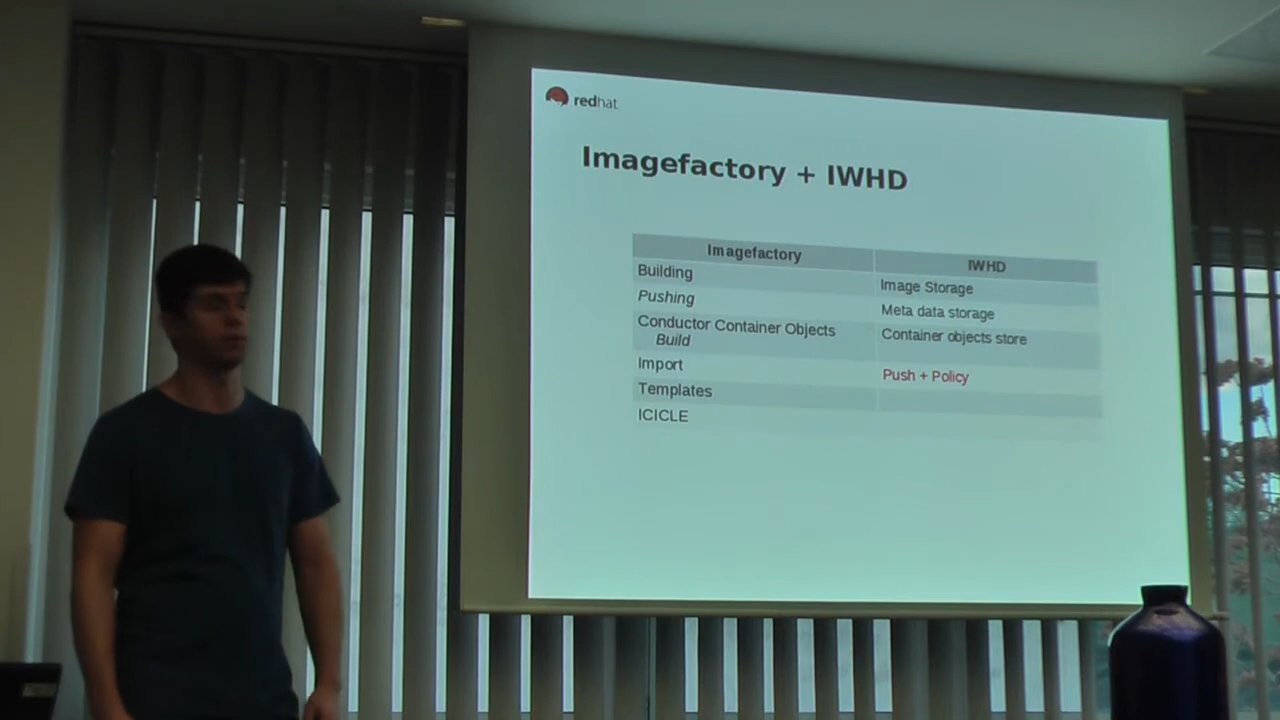 redhat
Imagefactory + IWHD
Imagefactory IWHD
Building Image Storage
Pushing Meta data storage
Conductor Container Objects Container objects store
Build
Import Push + Policy
Templates
ICICLE